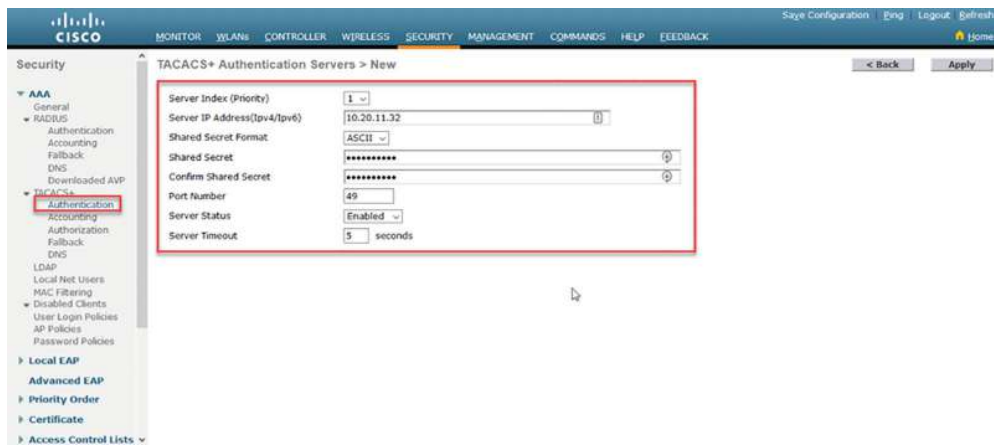 Save Configuration Ping Logout Refresh
CISCO
MONITOR WLANs CONTROLLER WIRELESS SECURITY MANAGEMENT COMMANDS HELP FEEDBACK
Home
Security
AAA
General
RADIUS
Authentication
Accounting
Fallback
DNS
Downloaded AVP
TACACS+
Authentication
Accounting
Authorization
Fallback
DNS
LDAP
Local Net Users
MAC Filtering
Disabled Clients
User Login Policies
AP Policies
Password Policies
Local EAP
Advanced EAP
Priority Order
Certificate
Access Control Lists
TACACS+ Authentication Servers > New
< Back Apply
Server Index (Priority) 1
Server IP Address(Ipv4/Ipv6) 10.20.11.32
Shared Secret Format ASCII
Shared Secret ••••••••••
Confirm Shared Secret ••••••••••
Port Number 49
Server Status Enabled
Server Timeout 5 seconds